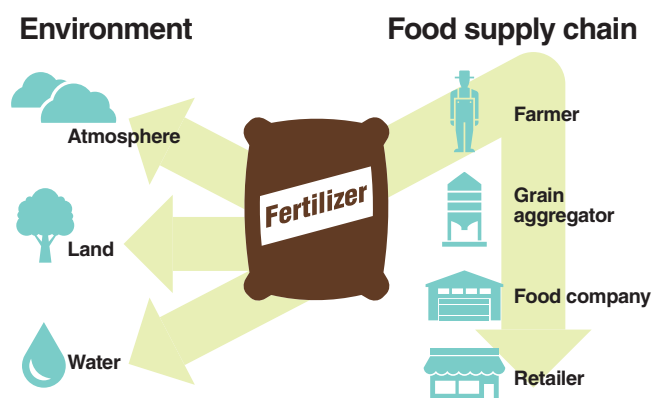 Environment
Food supply chain
Atmosphere
Land
Water
Fertilizer
Farmer
Grain
aggregator
Food company
Retailer